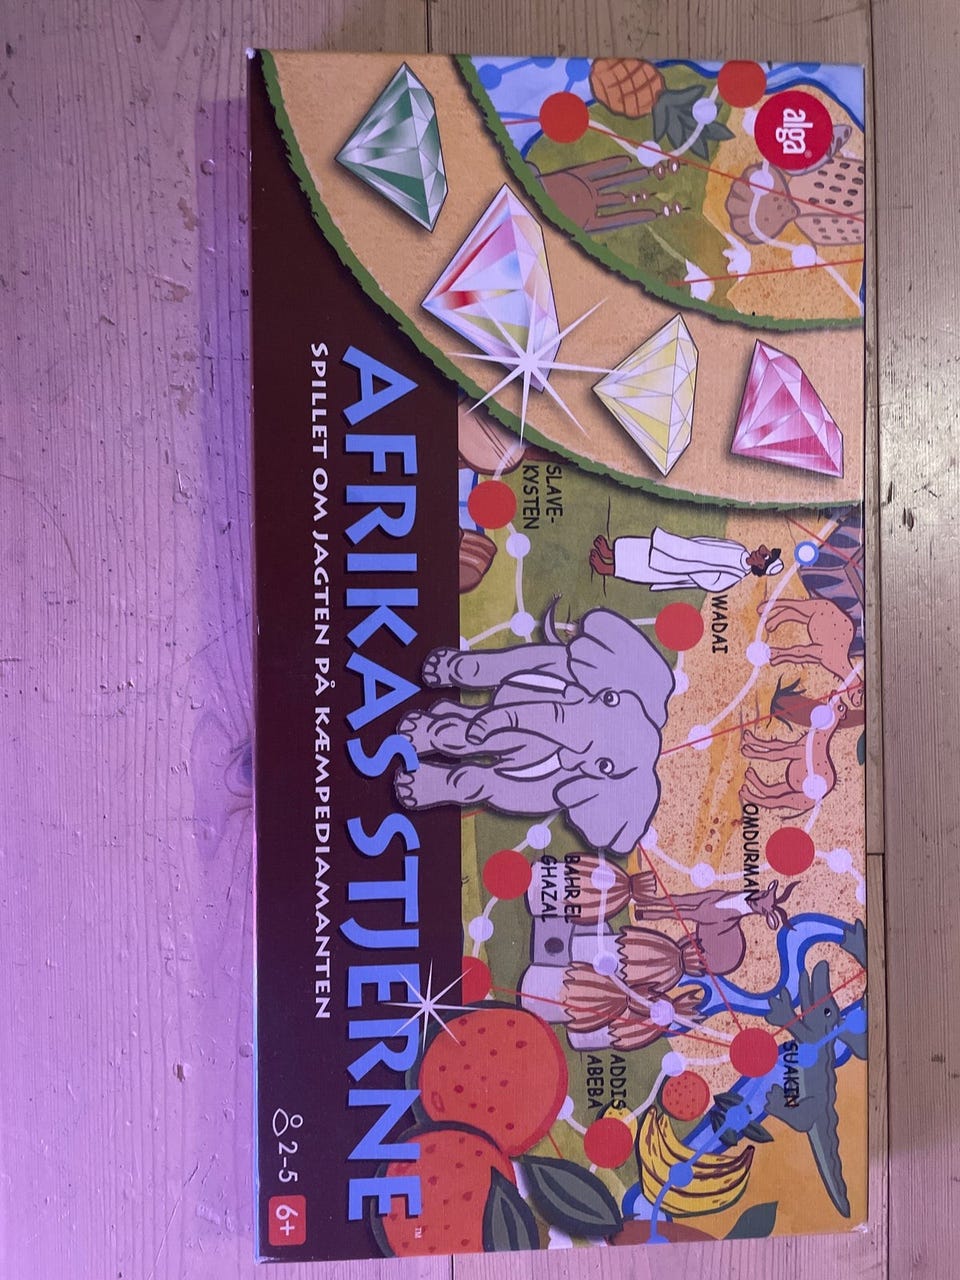 alga
SLAVE-
KYSTEN
WADAI
OMDURMAN
BAHR EL
GHAZAL
SUAKIN
ADDIS
ABEBA
AFRIKAS STJERNE™
SPILLET OM JAGTEN PÅ KÆMPEDIAMANTEN
2-5
6+